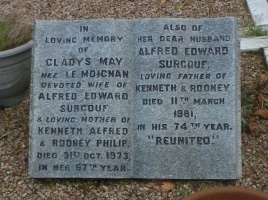 IN
LOVING MEMORY
OF
GLADYS MAY
NÉE LE MOIGNAN
DEVOTED WIFE OF
ALFRED EDWARD
SURCOUF
& LOVING MOTHER OF
KENNETH ALFRED
& RODNEY PHILIP,
DIED 31ST OCT. 1973,
IN HER 67TH YEAR.
ALSO OF
HER DEAR HUSBAND
ALFRED EDWARD
SURCOUF,
LOVING FATHER OF
KENNETH & RODNEY
DIED 11TH MARCH
1981,
IN HIS 74TH YEAR.
"REUNITED"